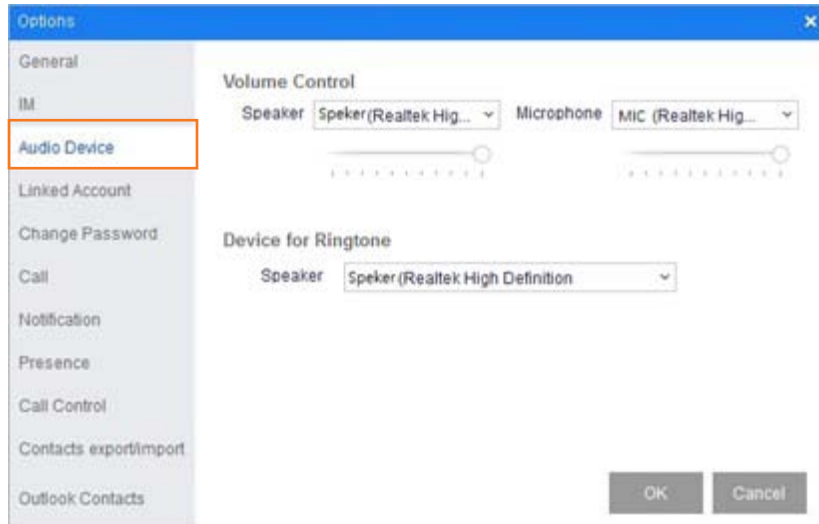 Options
General
IM
Audio Device
Linked Account
Change Password
Call
Notification
Presence
Call Control
Contacts export/import
Outlook Contacts
Volume Control
Speaker Speker(Realtek Hig... Microphone MIC (Realtek Hig...
Device for Ringtone
Speaker Speker(Realtek High Definition
OK Cancel